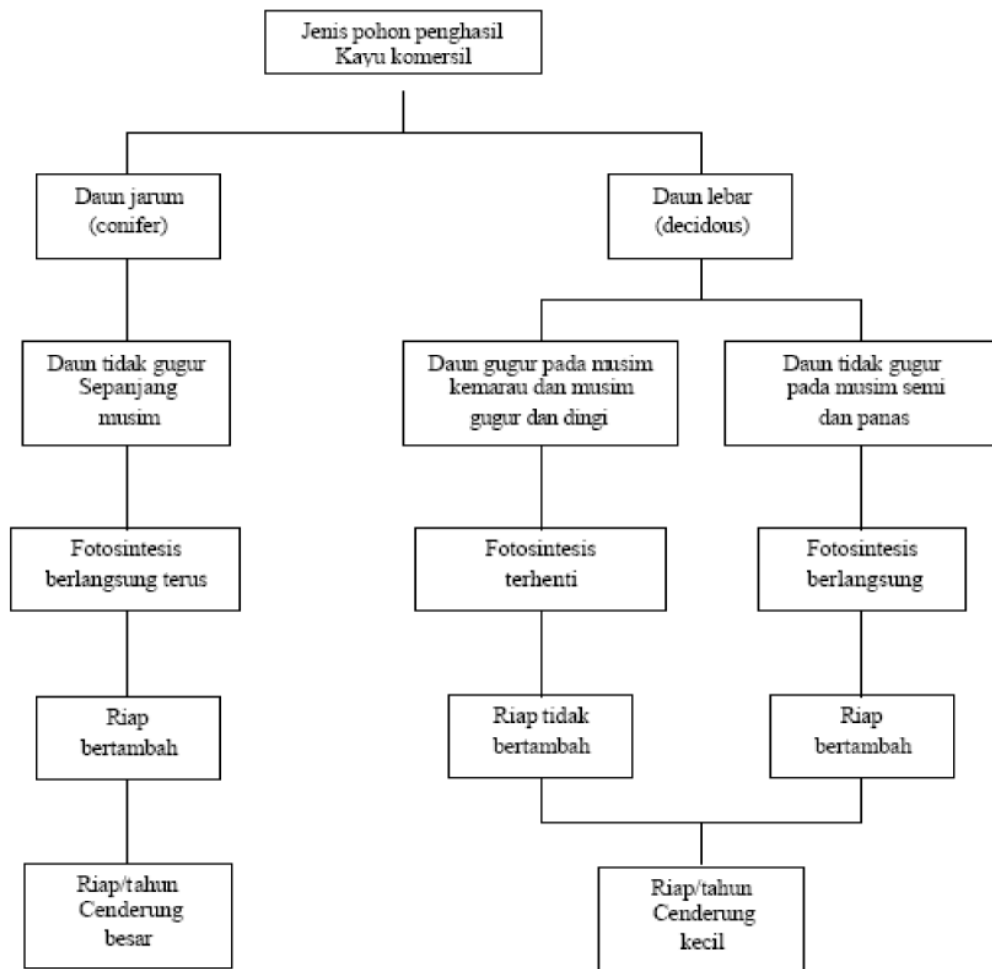 Jenis pohon penghasil
Kayu komersil
Daun jarum
(conifer)
Daun lebar
(decidous)
Daun tidak gugur
Sepanjang
musim
Daun gugur pada musim
kemarau dan musim
gugur dan dingi
Daun tidak gugur
pada musim semi
dan panas
Fotosintesis
berlangsung terus
Fotosintesis
terhenti
Fotosintesis
berlangsung
Riap
bertambah
Riap tidak
bertambah
Riap
bertambah
Riap/tahun
Cenderung
besar
Riap/tahun
Cenderung
kecil